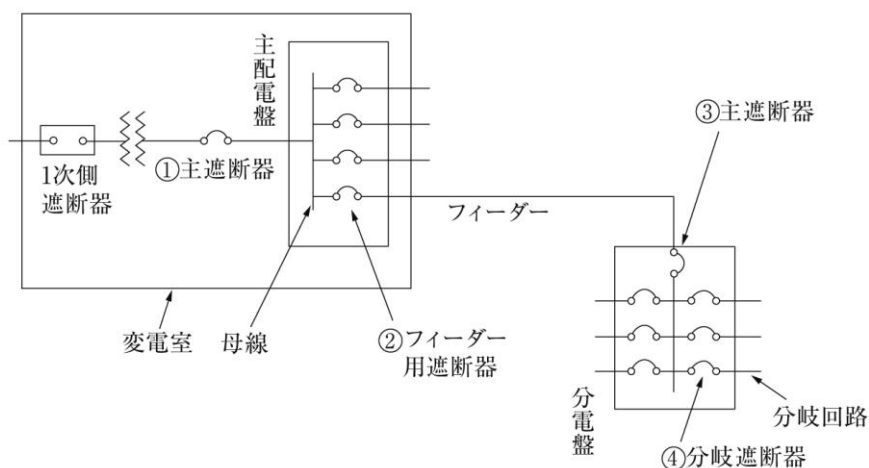 主配電盤
1次側
遮断器
①主遮断器
③主遮断器
フィーダー
変電室
母線
②フィーダー
用遮断器
分電盤
分岐回路
④分岐遮断器